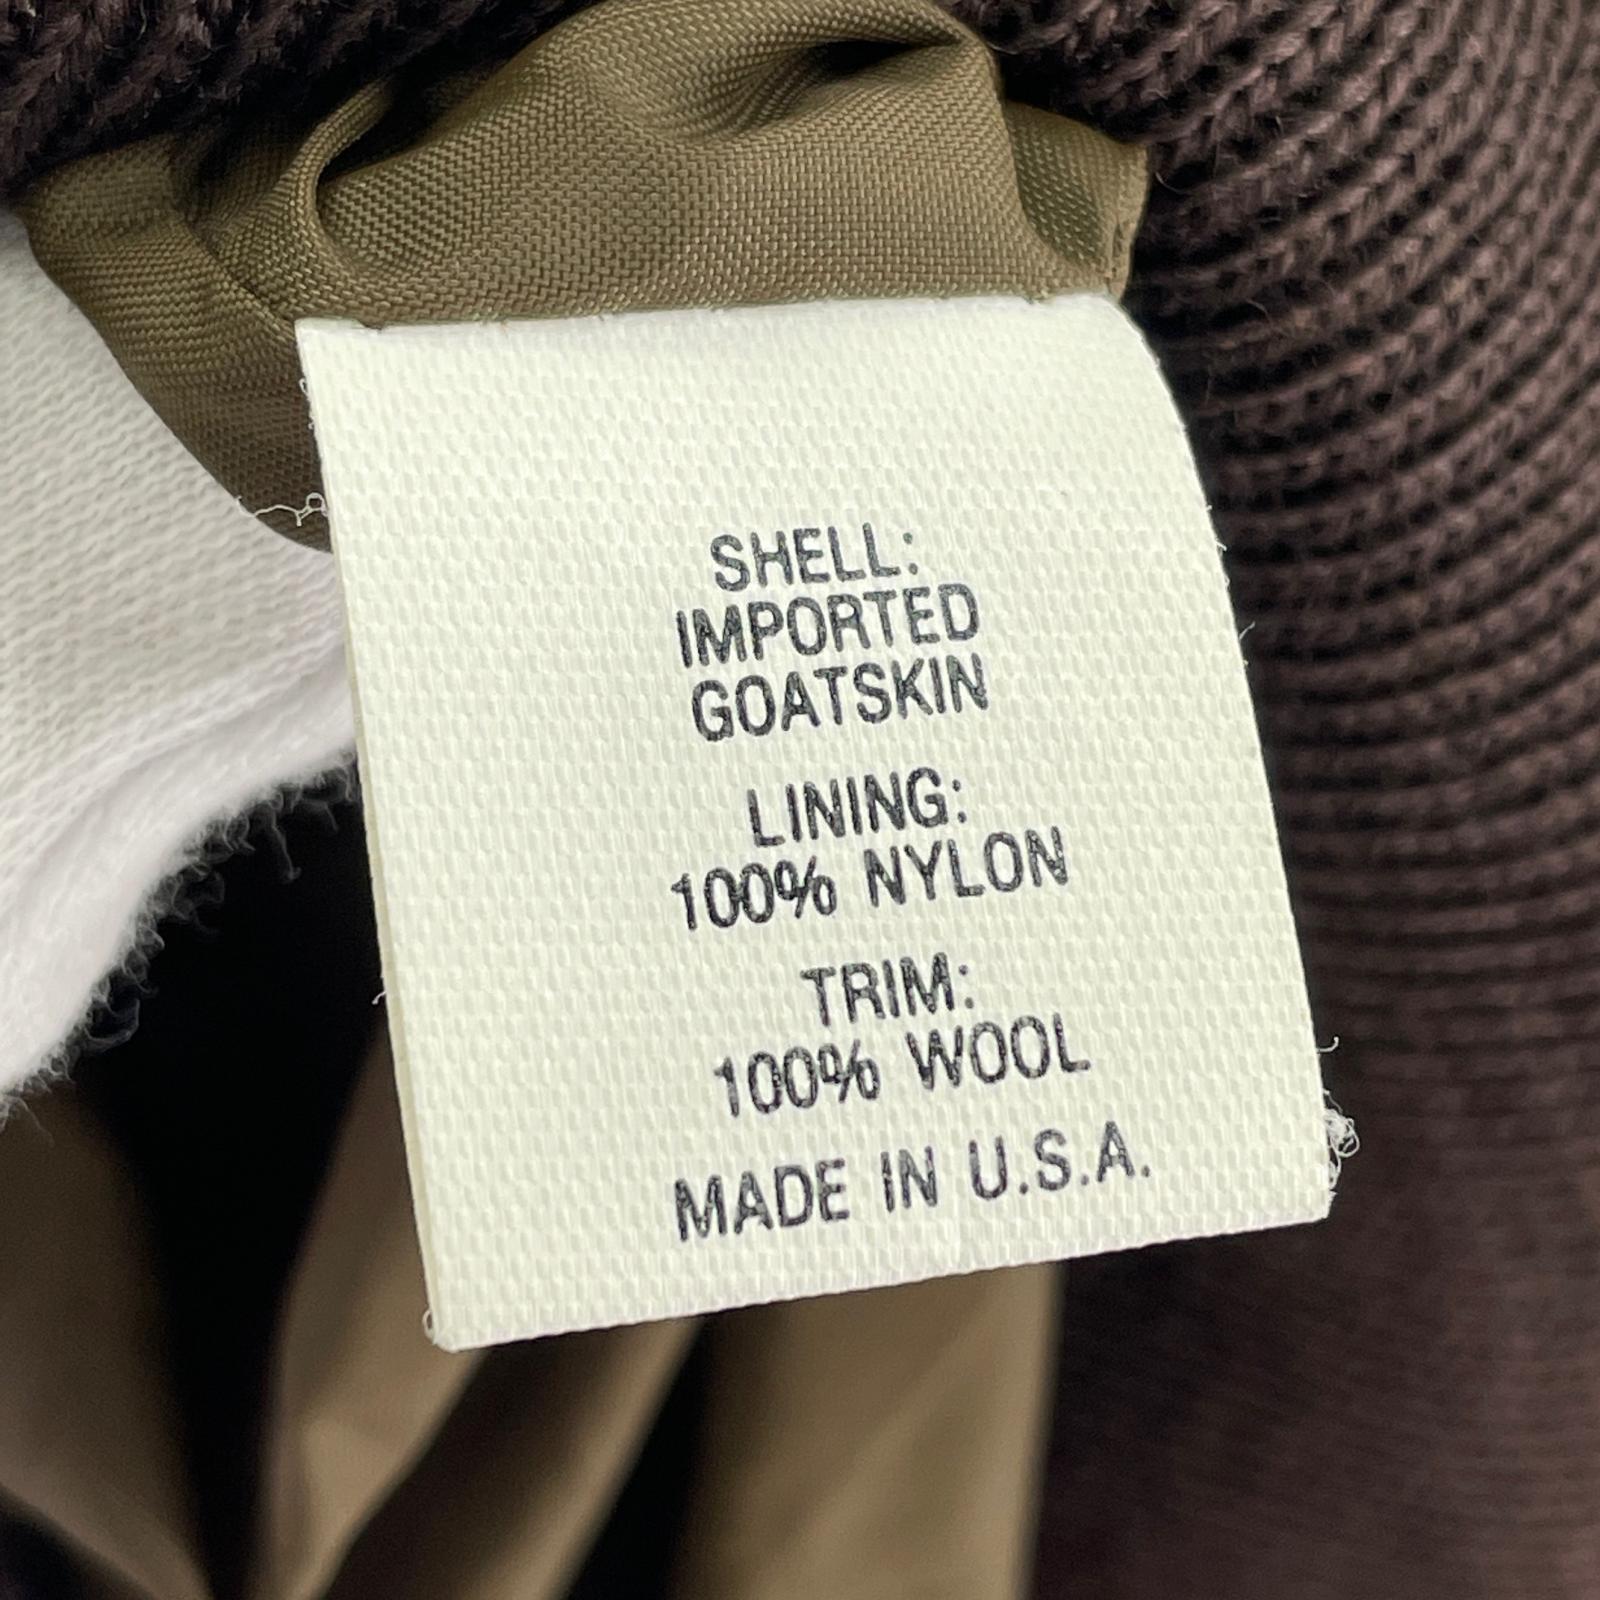 SHELL:
IMPORTED
GOATSKIN
LINING:
100% NYLON
TRIM:
100% WOOL
MADE IN U.S.A.